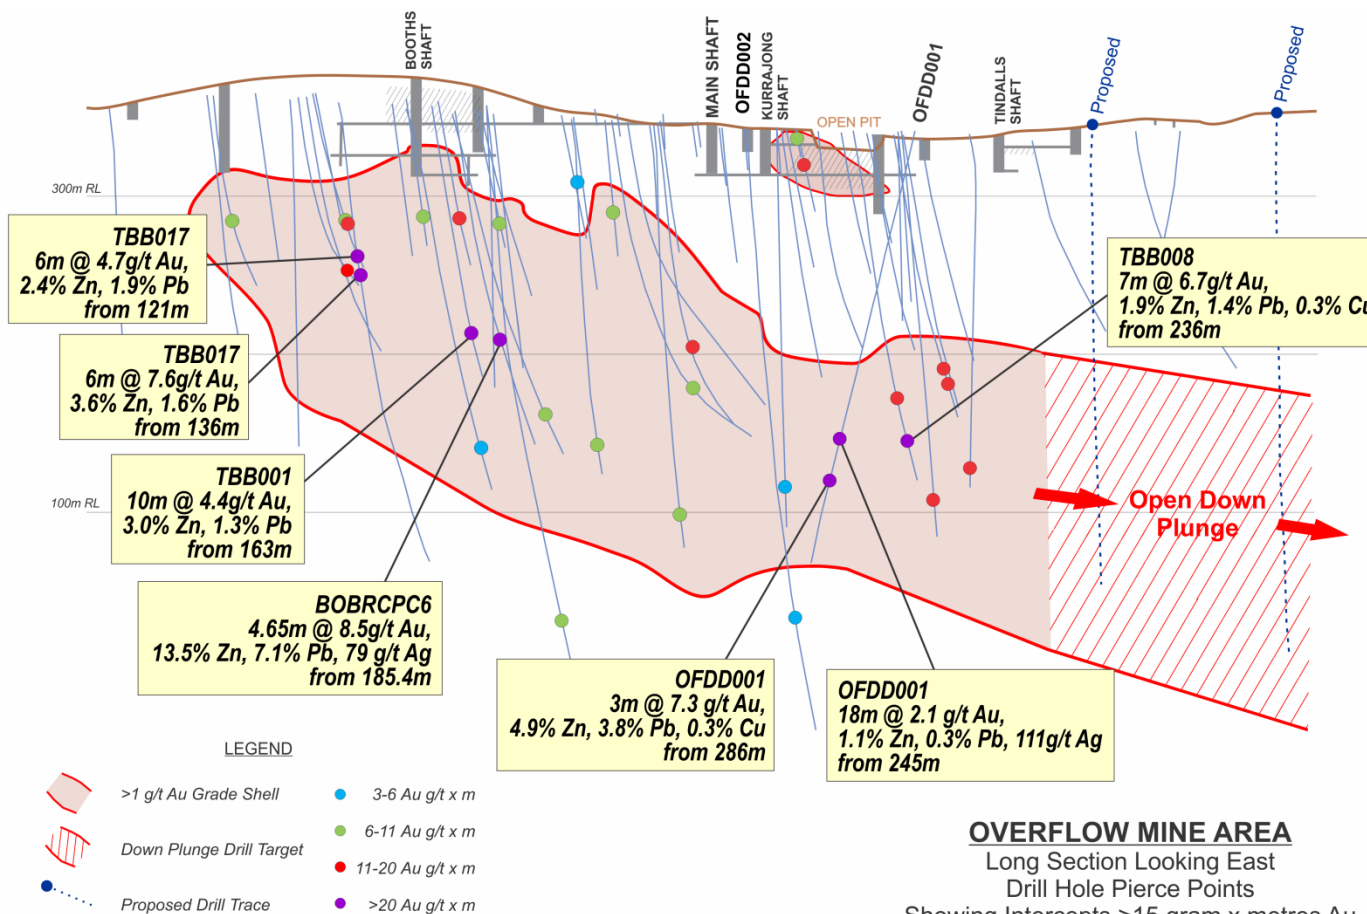 BOOTHS
SHAFT
MAIN SHAFT
OFDD002
KURRAJONG
SHAFT
OPEN PIT
OFDD001
TINDALLS
SHAFT
Proposed
Proposed
300m RL
TBB017
6m @ 4.7g/t Au,
2.4% Zn, 1.9% Pb
from 121m
TBB008
7m @ 6.7g/t Au,
1.9% Zn, 1.4% Pb, 0.3% Cu
from 236m
TBB017
6m @ 7.6g/t Au,
3.6% Zn, 1.6% Pb
from 136m
TBB001
10m @ 4.4g/t Au,
3.0% Zn, 1.3% Pb
from 163m
100m RL
Open Down
Plunge
BOBRCPC6
4.65m @ 8.5g/t Au,
13.5% Zn, 7.1% Pb, 79 g/t Ag
from 185.4m
OFDD001
3m @ 7.3 g/t Au,
4.9% Zn, 3.8% Pb, 0.3% Cu
from 286m
OFDD001
18m @ 2.1 g/t Au,
1.1% Zn, 0.3% Pb, 111g/t Ag
from 245m
LEGEND
>1 g/t Au Grade Shell
Down Plunge Drill Target
Proposed Drill Trace
3-6 Au g/t x m
6-11 Au g/t x m
11-20 Au g/t x m
>20 Au g/t x m
OVERFLOW MINE AREA
Long Section Looking East
Drill Hole Pierce Points
Showing Intercepts >15 gram x metres Au